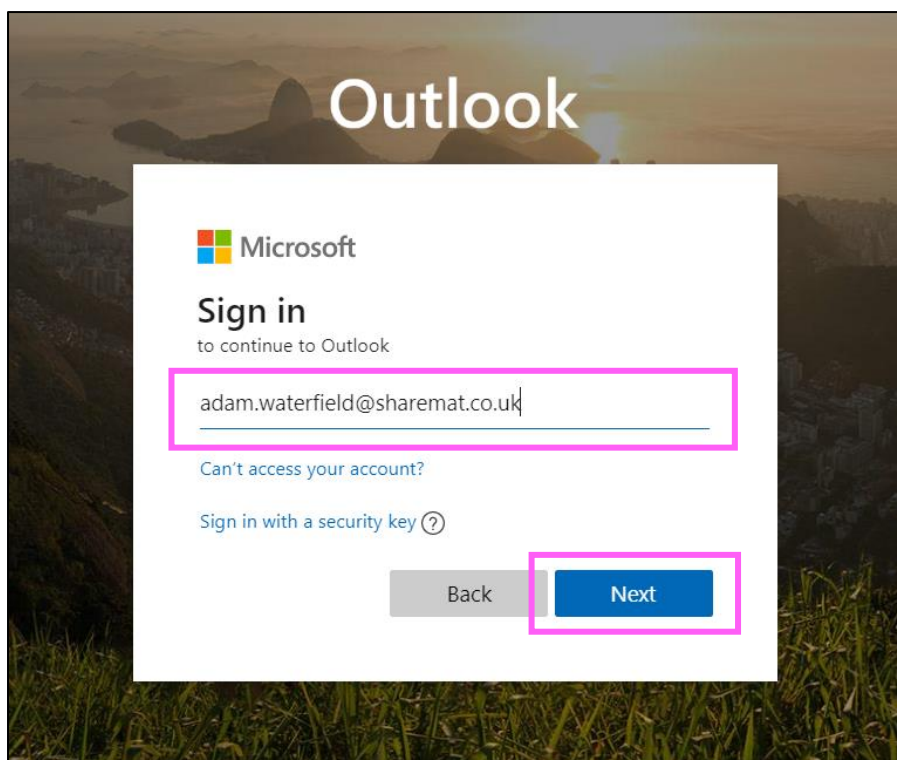 Outlook
Microsoft
Sign in
to continue to Outlook
adam.waterfield@sharemat.co.uk
Can't access your account?
Sign in with a security key
Back
Next